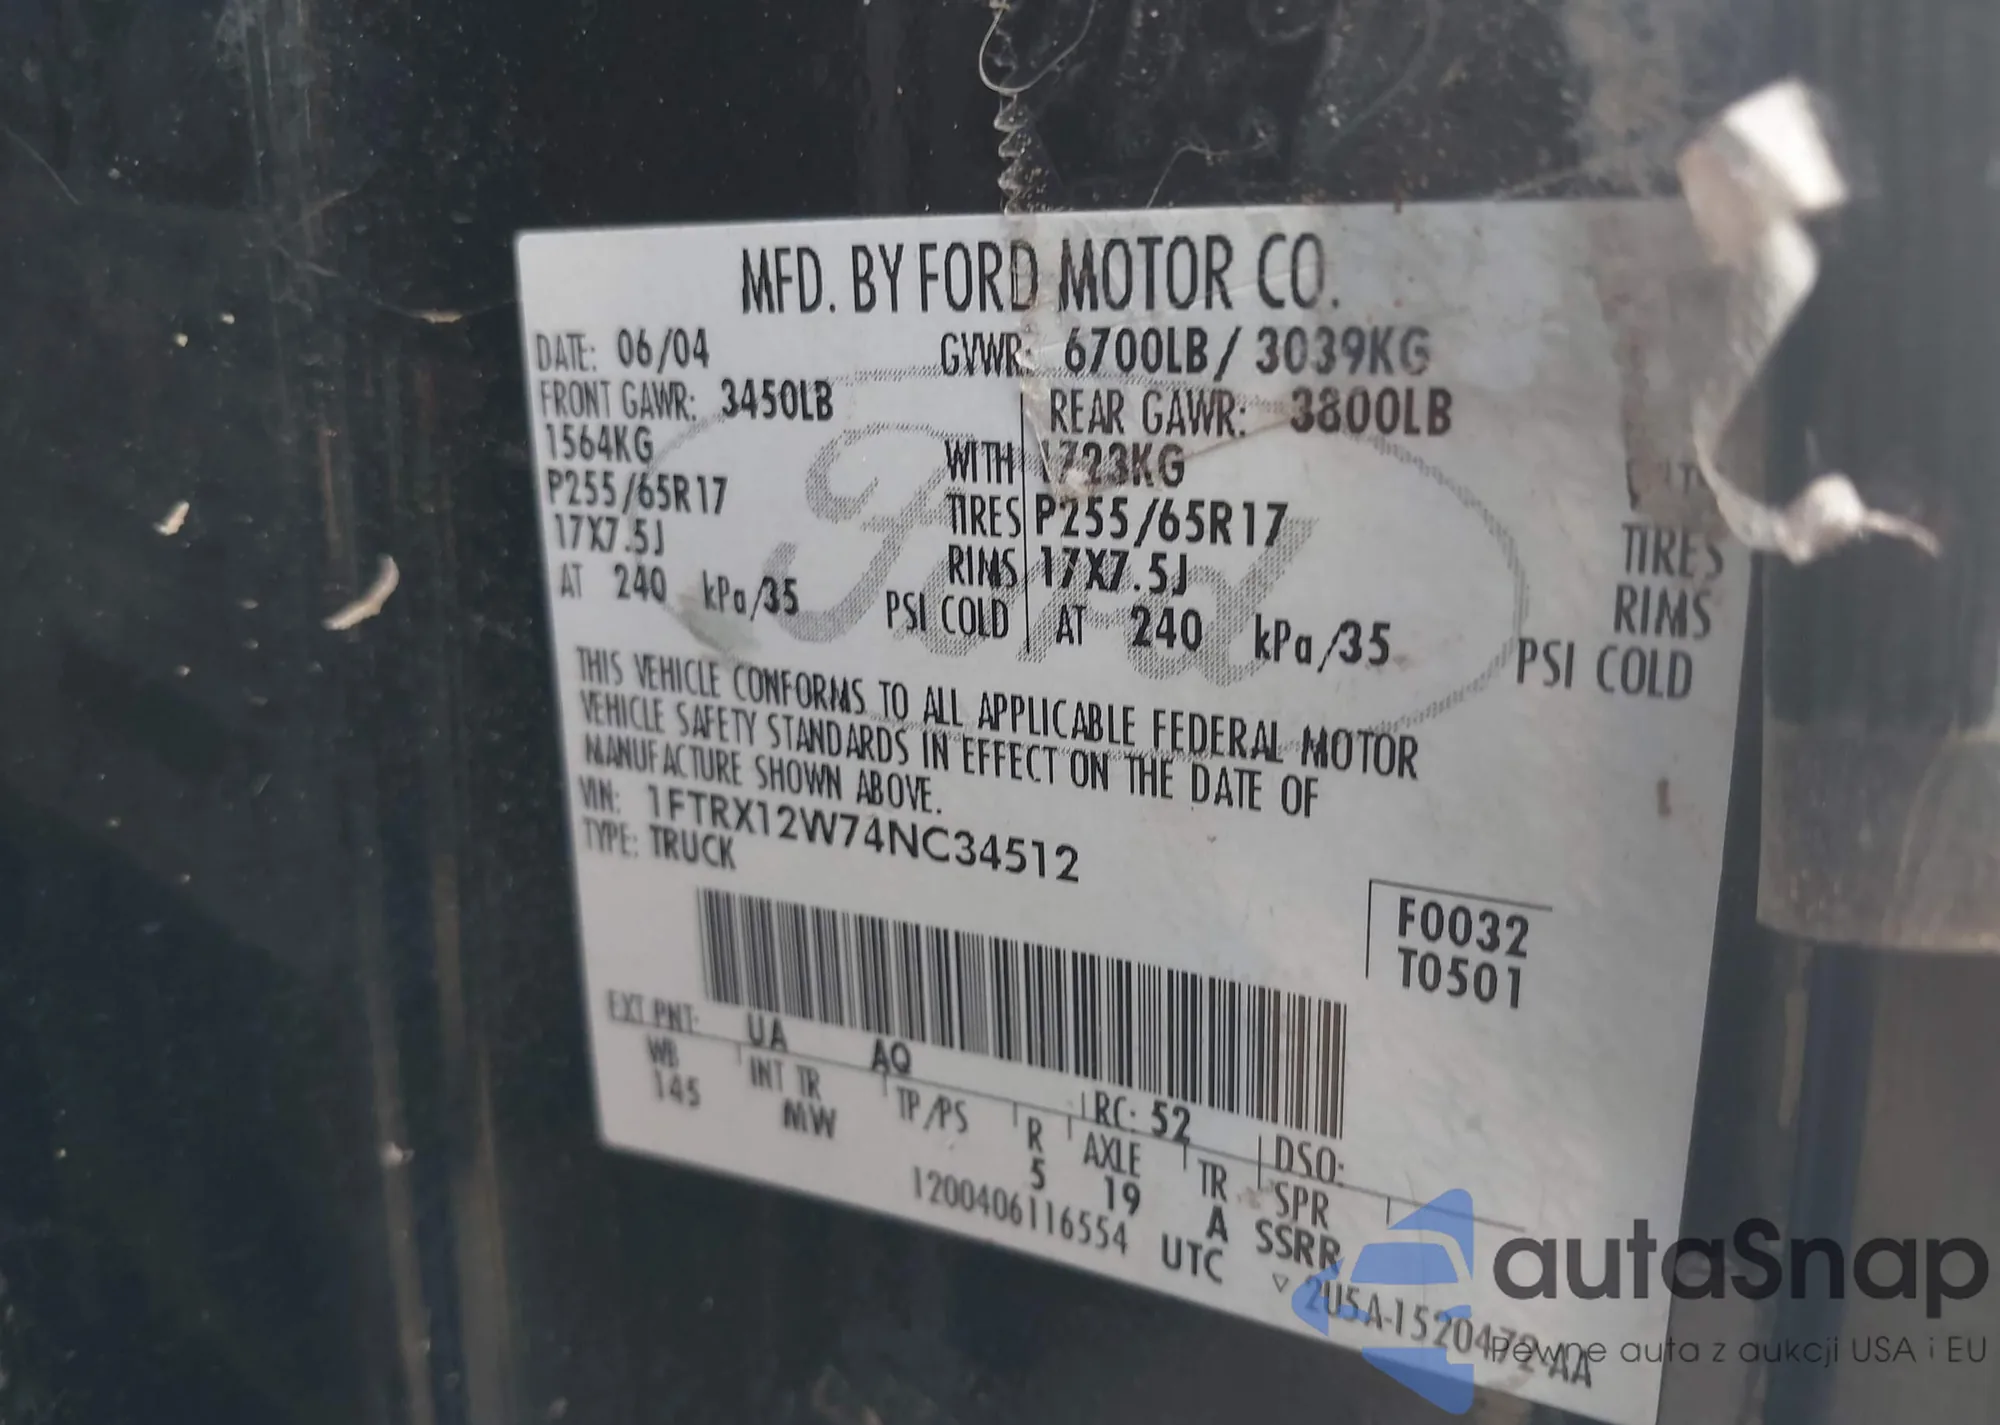 MFD. BY FORD MOTOR CO.
DATE: 06/04 GVWR: 6700LB/ 3039KG
FRONT GAWR: 3450LB REAR GAWR: 3800LB
1564KG WITH 1723KG
P255/65R17 TIRES P255/65R17 TIRES
17X7.5J RIMS 17X7.5J RIMS
AT 240 kPa/35 PSI COLD AT 240 kPa/35 PSI COLD
Ford
THIS VEHICLE CONFORMS TO ALL APPLICABLE FEDERAL MOTOR
VEHICLE SAFETY STANDARDS IN EFFECT ON THE DATE OF
MANUFACTURE SHOWN ABOVE.
VIN: 1FTRX12W74NC34512
TYPE: TRUCK
F0032
T0501
EXT PNT: UA AQ RC: 52 DSO:
WB INT TR TP/PS R AXLE TR SPR
145 MW 5 19 A SSRR
1200406116554 UTC ▽ 2U5A-1520472-AA
autaSnap
Pewne auta z aukcji USA i EU